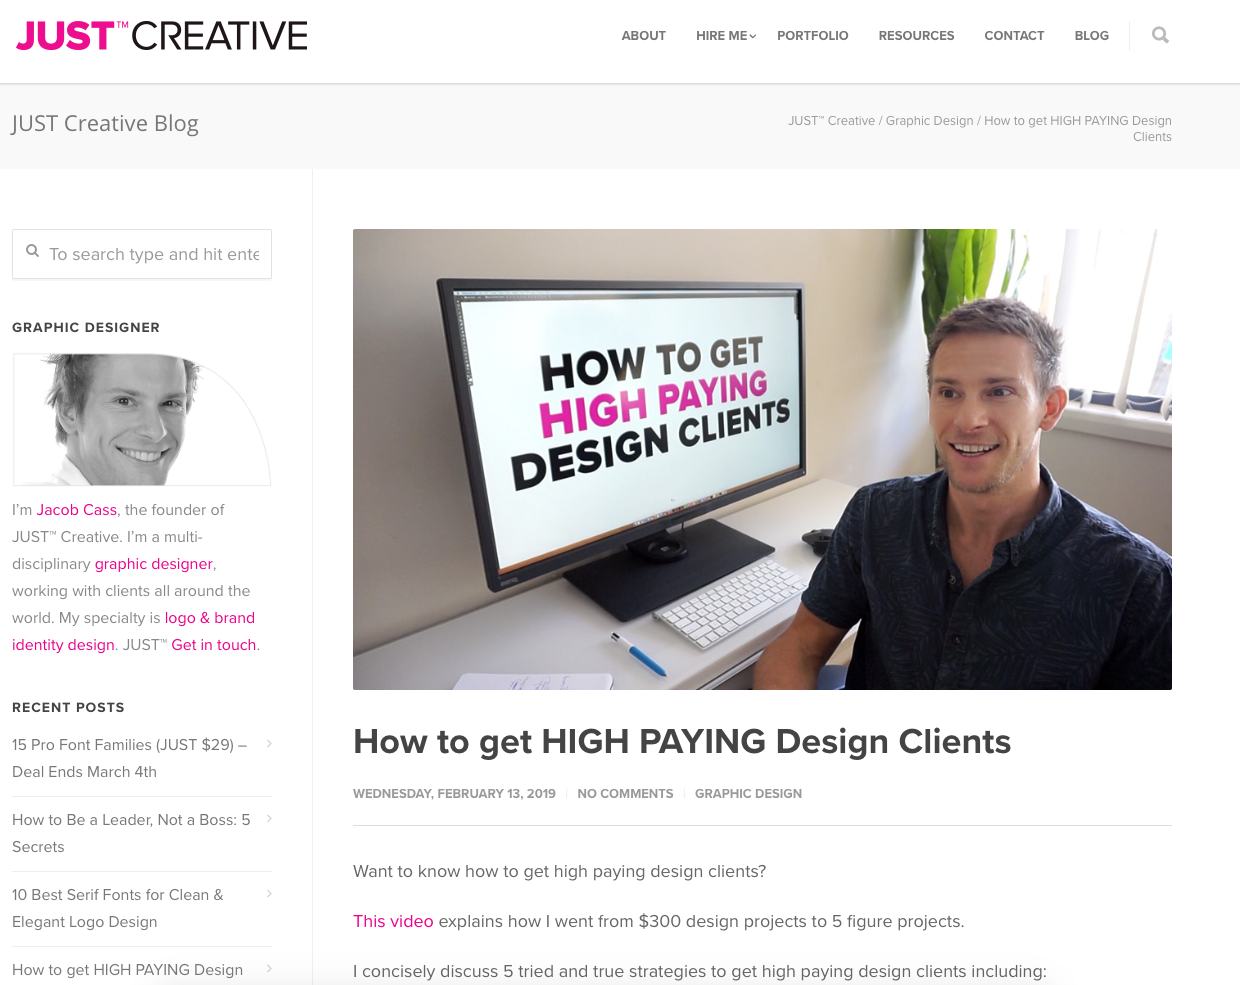 JUST™CREATIVE
ABOUT
HIRE ME
PORTFOLIO
RESOURCES
CONTACT
BLOG
JUST Creative Blog
JUST™ Creative / Graphic Design / How to get HIGH PAYING Design
Clients
To search type and hit ente
GRAPHIC DESIGNER
I'm Jacob Cass, the founder of
JUST™ Creative. I'm a multi-
disciplinary graphic designer,
working with clients all around the
world. My specialty is logo & brand
identity design. JUST™ Get in touch.
RECENT POSTS
15 Pro Font Families (JUST $29) –
Deal Ends March 4th
How to Be a Leader, Not a Boss: 5
Secrets
10 Best Serif Fonts for Clean &
Elegant Logo Design
How to get HIGH PAYING Design
HOW TO GET
HIGH PAYING
DESIGN CLIENTS
How to get HIGH PAYING Design Clients
WEDNESDAY, FEBRUARY 13, 2019
NO COMMENTS
GRAPHIC DESIGN
Want to know how to get high paying design clients?
This video explains how I went from $300 design projects to 5 figure projects.
I concisely discuss 5 tried and true strategies to get high paying design clients including: